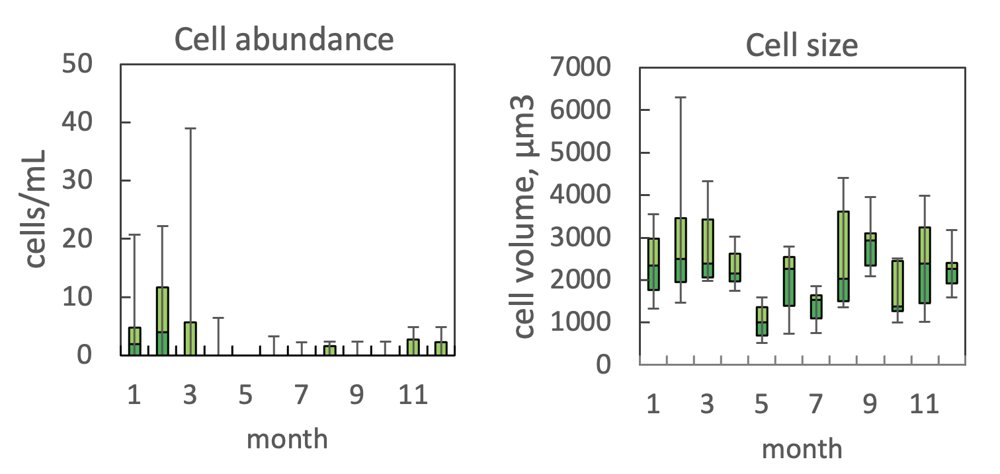 Cell abundance
50
40
30
20
10
0
cells/mL
1 3 5 7 9 11
month
Cell size
7000
6000
5000
4000
3000
2000
1000
0
cell volume, µm3
1 3 5 7 9 11
month